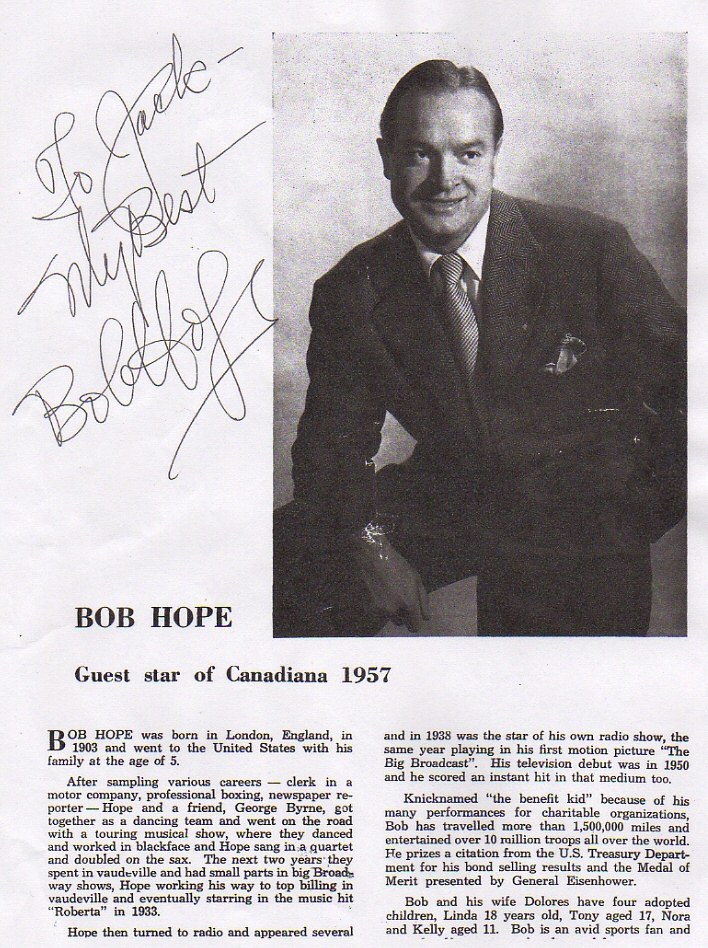 To Jack -
My Best
Bob Hope
BOB HOPE
Guest star of Canadiana 1957
BOB HOPE was born in London, England, in
1903 and went to the United States with his
family at the age of 5.
After sampling various careers — clerk in a
motor company, professional boxing, newspaper re-
porter — Hope and a friend, George Byrne, got
together as a dancing team and went on the road
with a touring musical show, where they danced
and worked in blackface and Hope sang in a quartet
and doubled on the sax. The next two years they
spent in vaudeville and had small parts in big Broad-
way shows, Hope working his way to top billing in
vaudeville and eventually starring in the music hit
"Roberta" in 1933.
Hope then turned to radio and appeared several
and in 1938 was the star of his own radio show, the
same year playing in his first motion picture "The
Big Broadcast". His television debut was in 1950
and he scored an instant hit in that medium too.
Knicknamed "the benefit kid" because of his
many performances for charitable organizations,
Bob has travelled more than 1,500,000 miles and
entertained over 10 million troops all over the world.
He prizes a citation from the U.S. Treasury Depart-
ment for his bond selling results and the Medal of
Merit presented by General Eisenhower.
Bob and his wife Dolores have four adopted
children, Linda 18 years old, Tony aged 17, Nora
and Kelly aged 11. Bob is an avid sports fan and